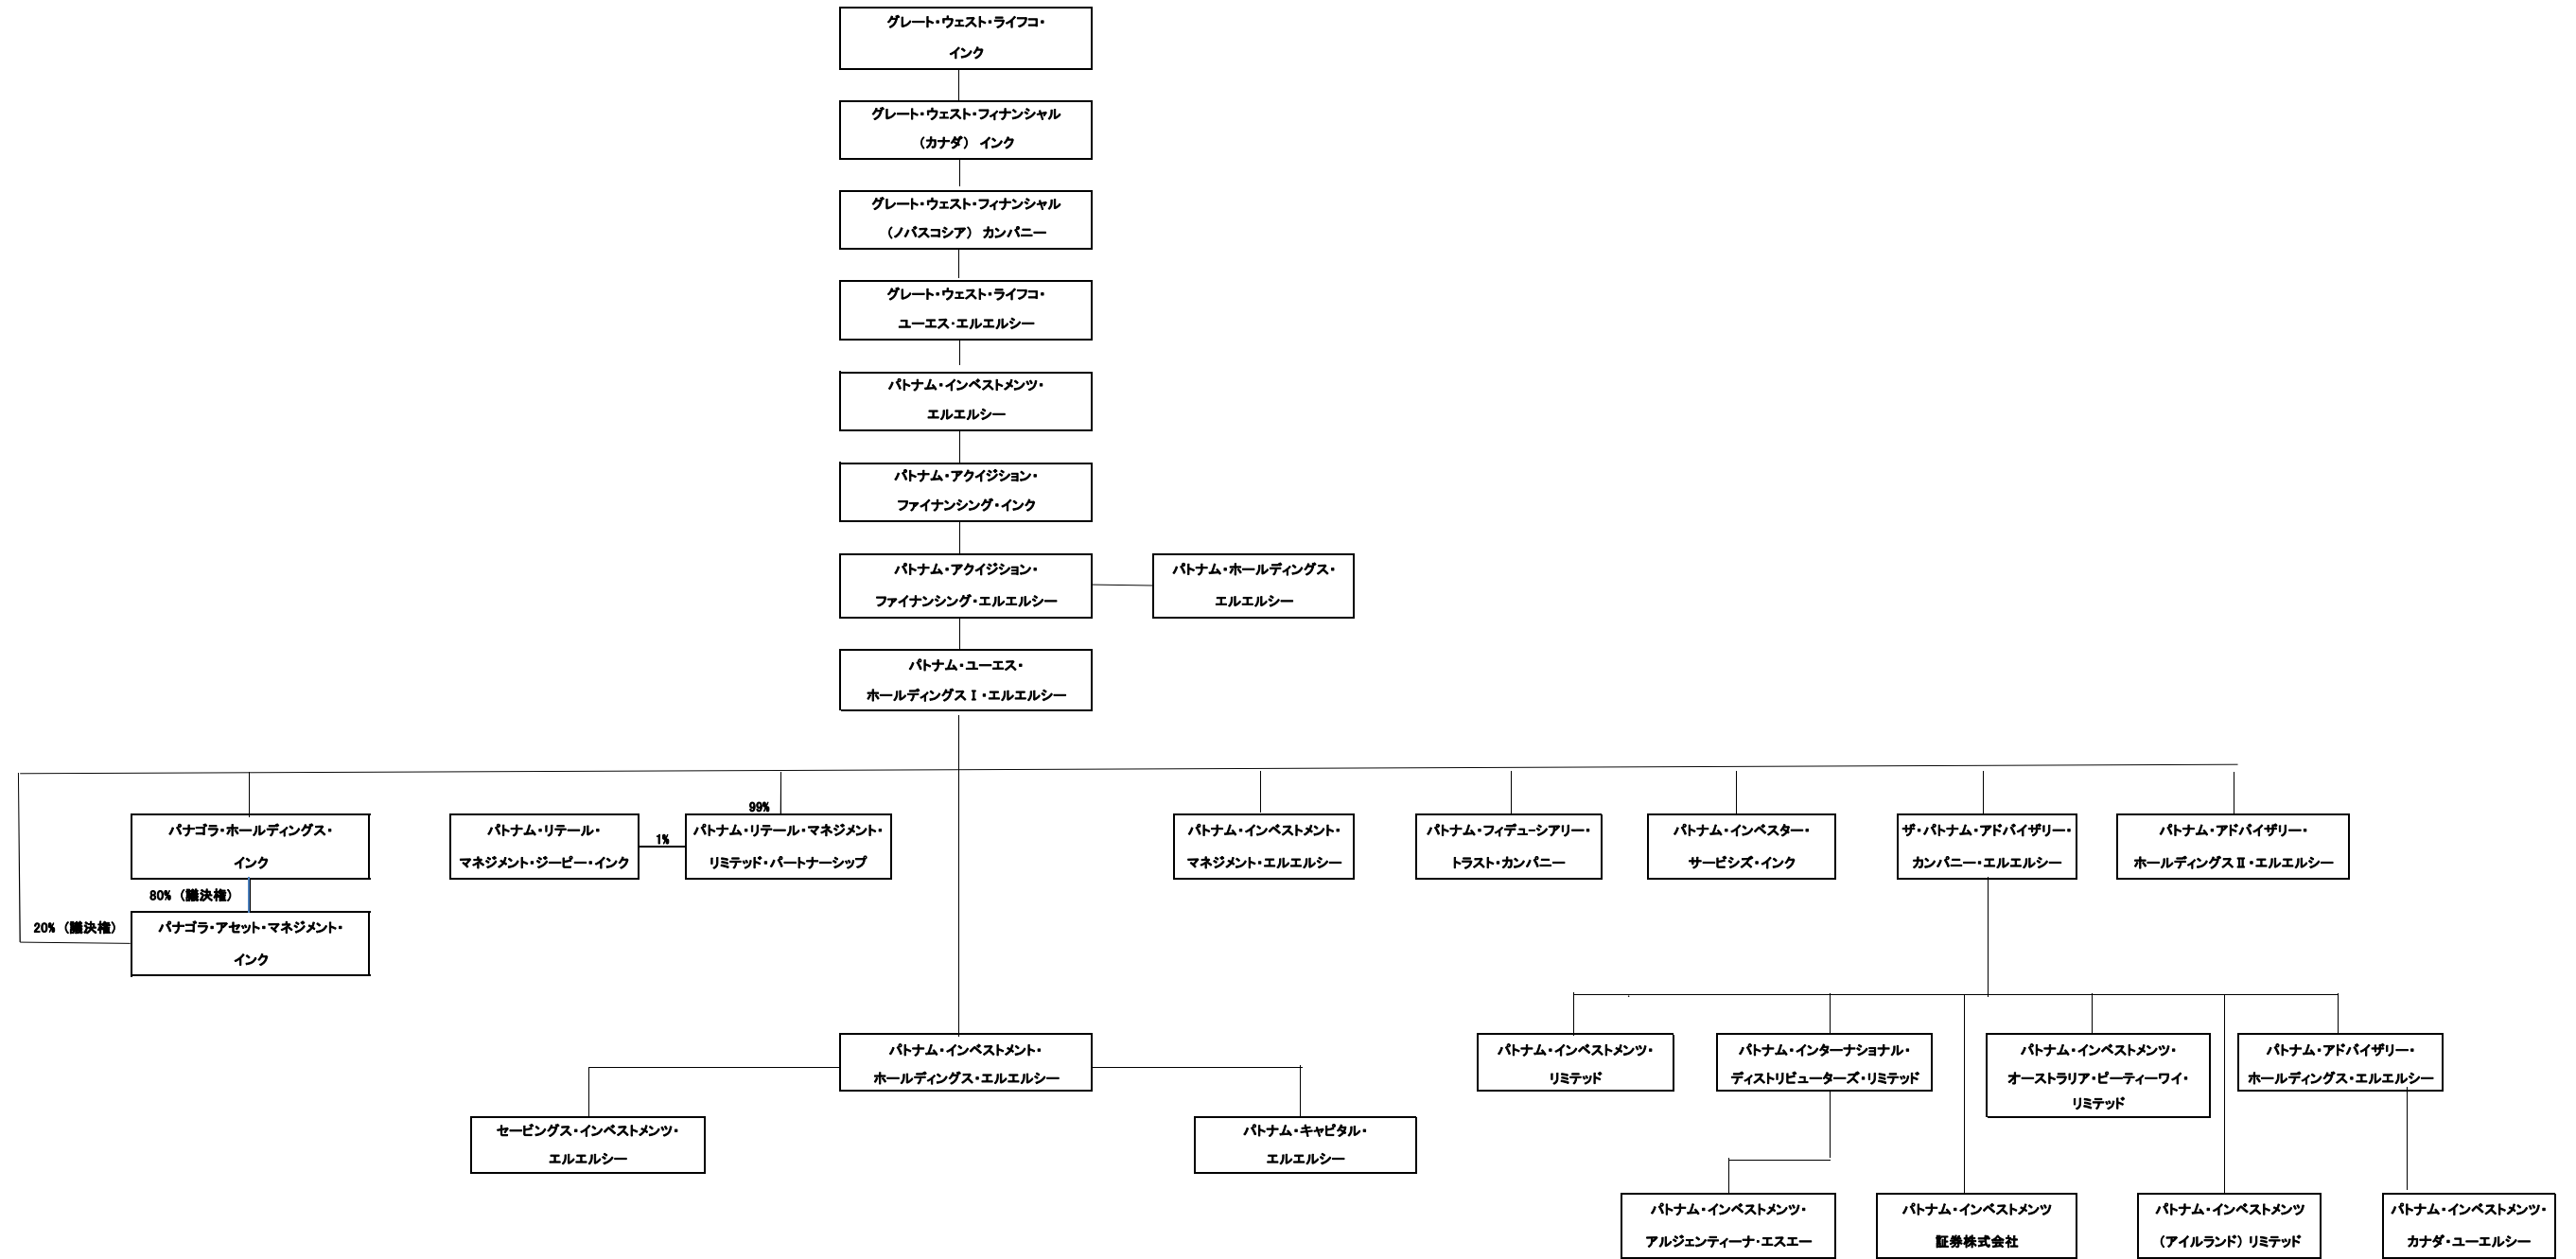 グレート・ウェスト・ライフコ・
インク
グレート・ウェスト・フィナンシャル
（カナダ） インク
グレート・ウェスト・フィナンシャル
（ノバスコシア） カンパニー
グレート・ウェスト・ライフコ・
ユーエス・エルエルシー
パトナム・インベストメンツ・
エルエルシー
パトナム・アクイジション・
ファイナンシング・インク
パトナム・アクイジション・
ファイナンシング・エルエルシー
パトナム・ホールディングス・
エルエルシー
パトナム・ユーエス・
ホールディングスⅠ・エルエルシー
パナゴラ・ホールディングス・
インク
80%（議決権）
20%（議決権）
パナゴラ・アセット・マネジメント・
インク
パトナム・リテール・
マネジメント・ジーピー・インク
1%
99%
パトナム・リテール・マネジメント・
リミテッド・パートナーシップ
パトナム・インベストメント・
マネジメント・エルエルシー
パトナム・フィデューシアリー・
トラスト・カンパニー
パトナム・インベスター・
サービシズ・インク
ザ・パトナム・アドバイザリー・
カンパニー・エルエルシー
パトナム・アドバイザリー・
ホールディングスⅡ・エルエルシー
パトナム・インベストメント・
ホールディングス・エルエルシー
セービングス・インベストメンツ・
エルエルシー
パトナム・キャピタル・
エルエルシー
パトナム・インベストメンツ・
リミテッド
パトナム・インターナショナル・
ディストリビューターズ・リミテッド
パトナム・インベストメンツ・
オーストラリア・ピーティーワイ・
リミテッド
パトナム・アドバイザリー・
ホールディングス・エルエルシー
パトナム・インベストメンツ・
アルジェンティーナ・エスエー
パトナム・インベストメンツ
証券株式会社
パトナム・インベストメンツ
（アイルランド）リミテッド
パトナム・インベストメンツ・
カナダ・ユーエルシー